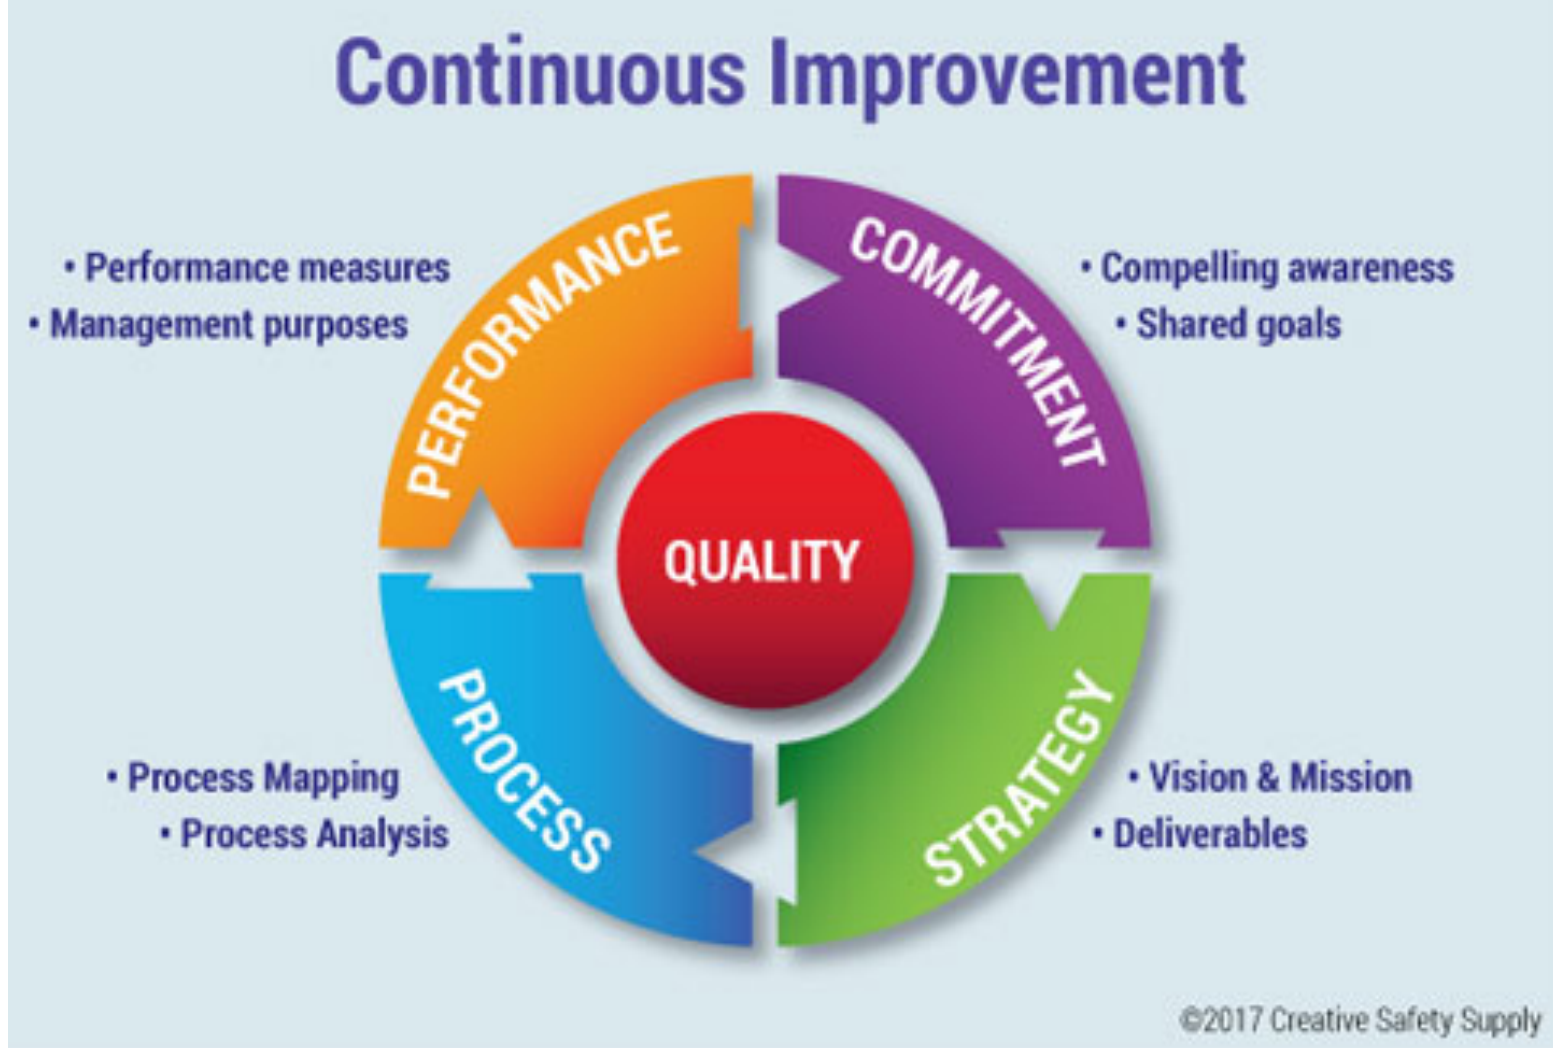 Continuous Improvement
PERFORMANCE
• Performance measures
• Management purposes
COMMITMENT
• Compelling awareness
• Shared goals
QUALITY
PROCESS
• Process Mapping
• Process Analysis
STRATEGY
• Vision & Mission
• Deliverables
©2017 Creative Safety Supply